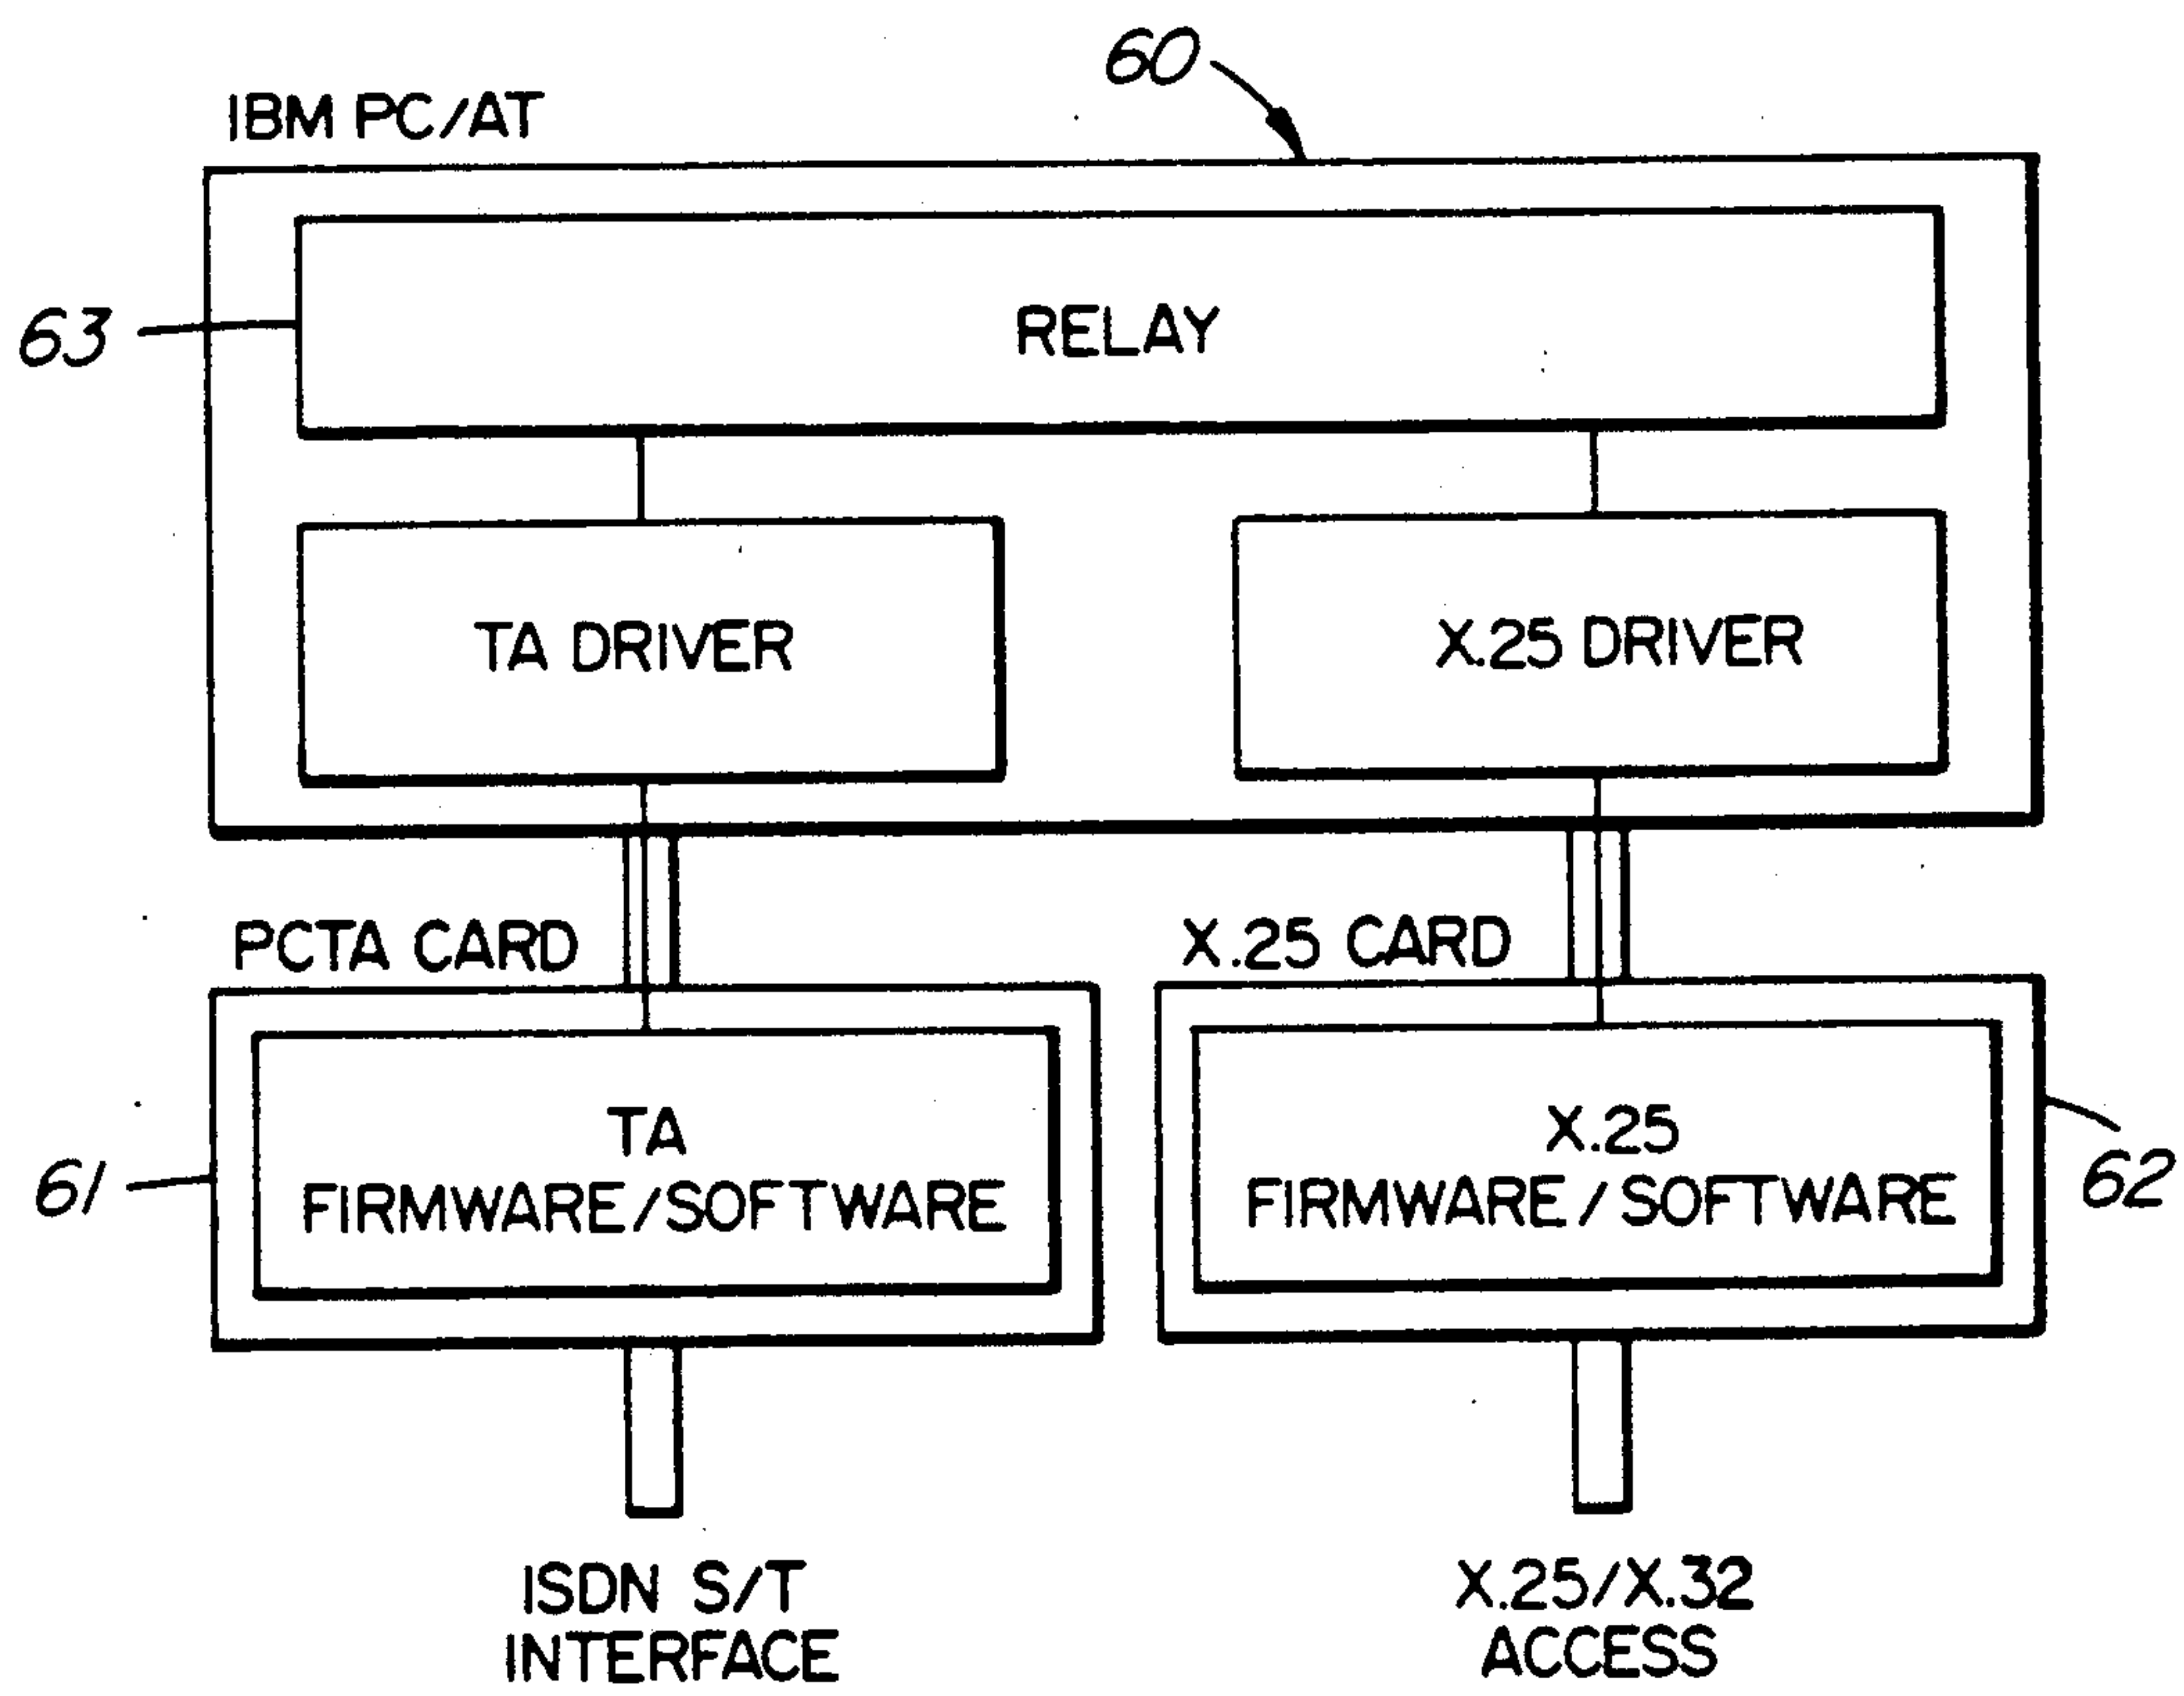 60
IBM PC/AT
63
RELAY
TA DRIVER
X.25 DRIVER
PCTA CARD
X.25 CARD
TA
FIRMWARE/SOFTWARE
X.25
FIRMWARE/SOFTWARE
61
62
ISDN S/T
INTERFACE
X.25/X.32
ACCESS